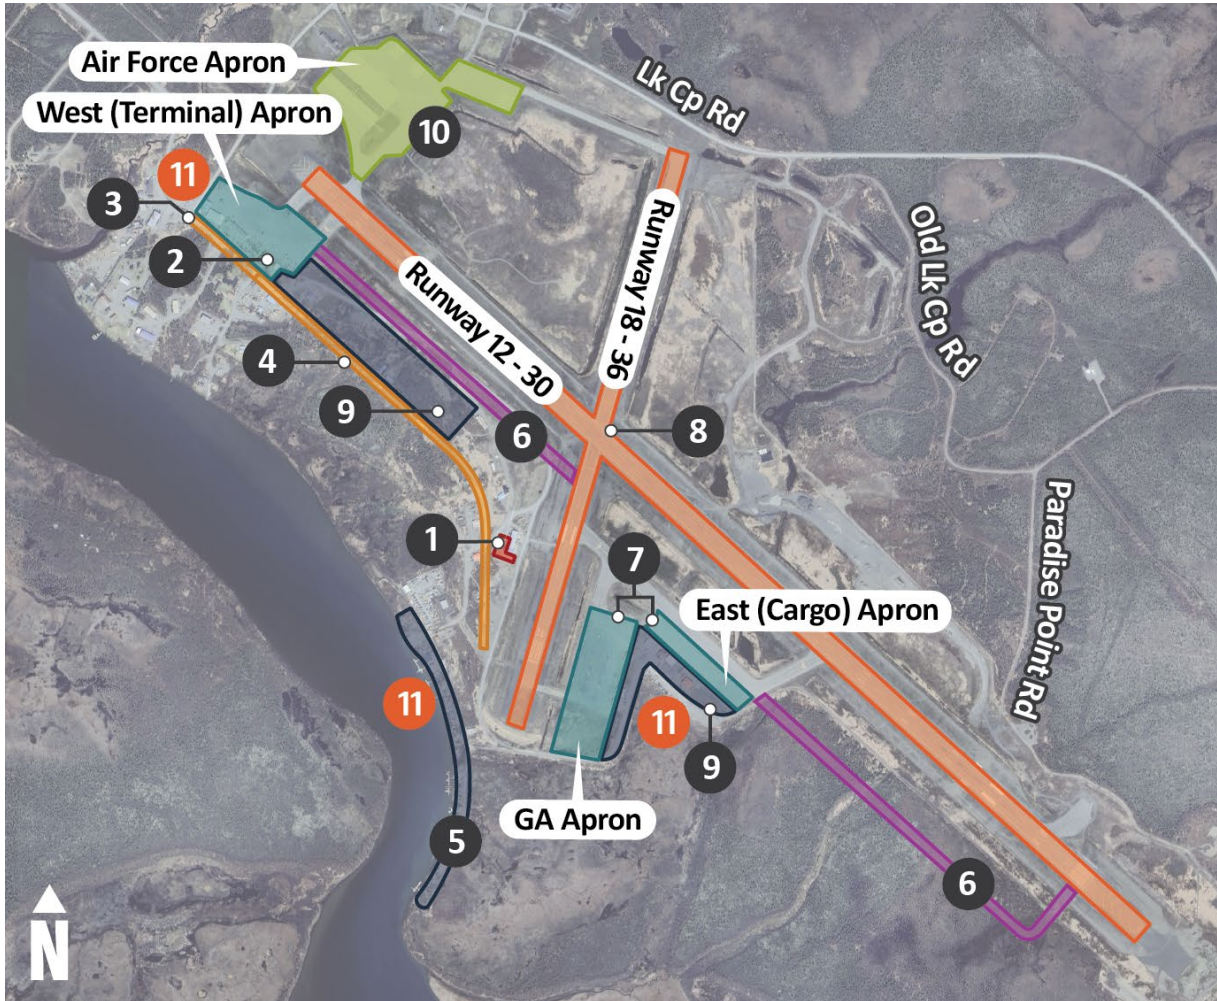 Air Force Apron
Lk Cp Rd
West (Terminal) Apron
10
11
3
2
Runway 18 - 36
Old Lk Cp Rd
Runway 12 - 30
4
9
6
8
Paradise Point Rd
1
7
East (Cargo) Apron
11
11
9
GA Apron
5
6
N